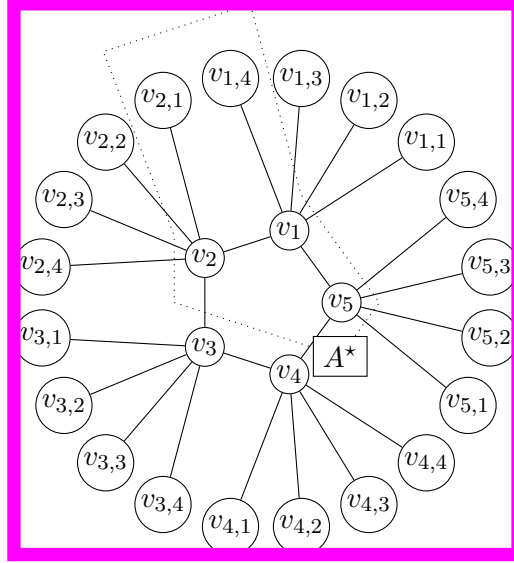 v1,4 v1,3
v2,1 v1,2
v2,2 v1,1
v2,3 v5,4
v1
v2,4 v2 v5,3
v5
v3,1 v3 v5,2
A⋆
v4
v3,2 v5,1
v3,3 v4,4
v3,4 v4,3
v4,1 v4,2